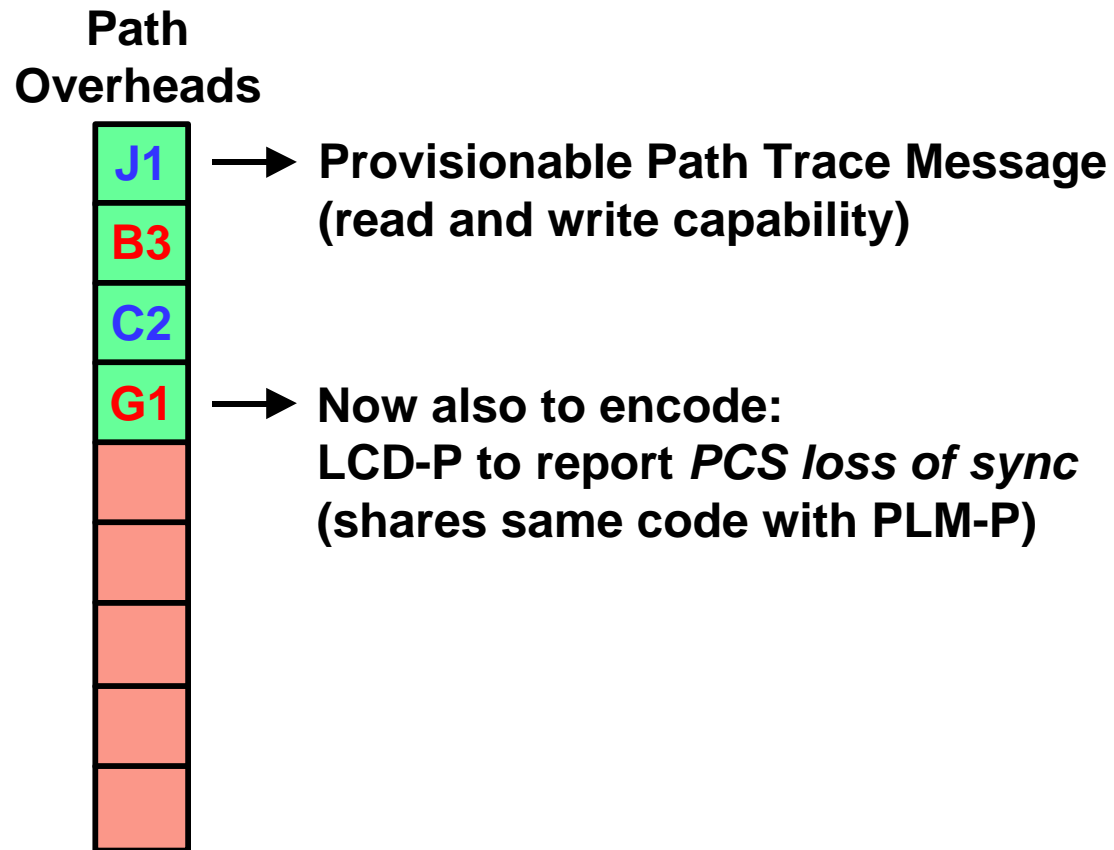 Path
Overheads
J1
Provisionable Path Trace Message
(read and write capability)
B3
C2
G1
Now also to encode:
LCD-P to report PCS loss of sync
(shares same code with PLM-P)